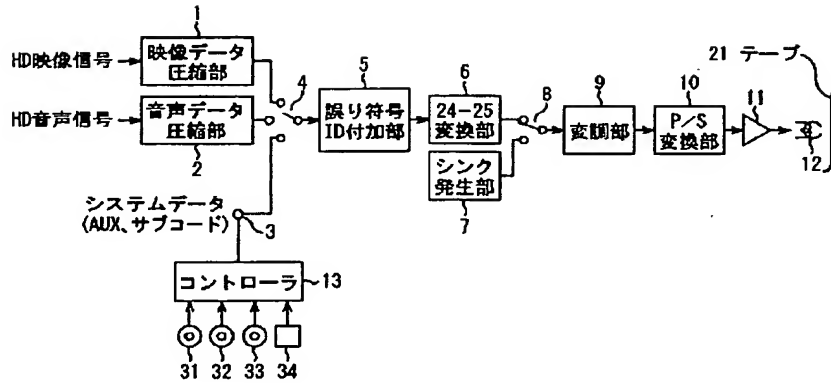 1
HD映像信号
映像データ
圧縮部
HD音声信号
音声データ
圧縮部
2
4
5
誤り符号
ID付加部
6
24-25
変換部
シンク
発生部
7
8
9
変調部
10
P/S
変換部
11
12
21 テープ
システムデータ
(AUX、サブコード)
3
コントローラ
13
31
32
33
34